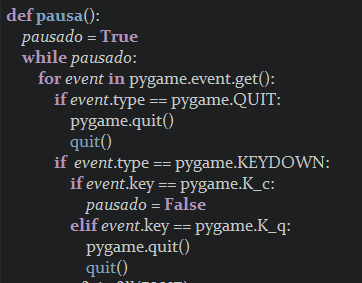 def pausa():
pausado = True
while pausado:
for event in pygame.event.get():
if event.type == pygame.QUIT:
pygame.quit()
quit()
if event.type == pygame.KEYDOWN:
if event.key == pygame.K_c:
pausado = False
elif event.key == pygame.K_q:
pygame.quit()
quit()